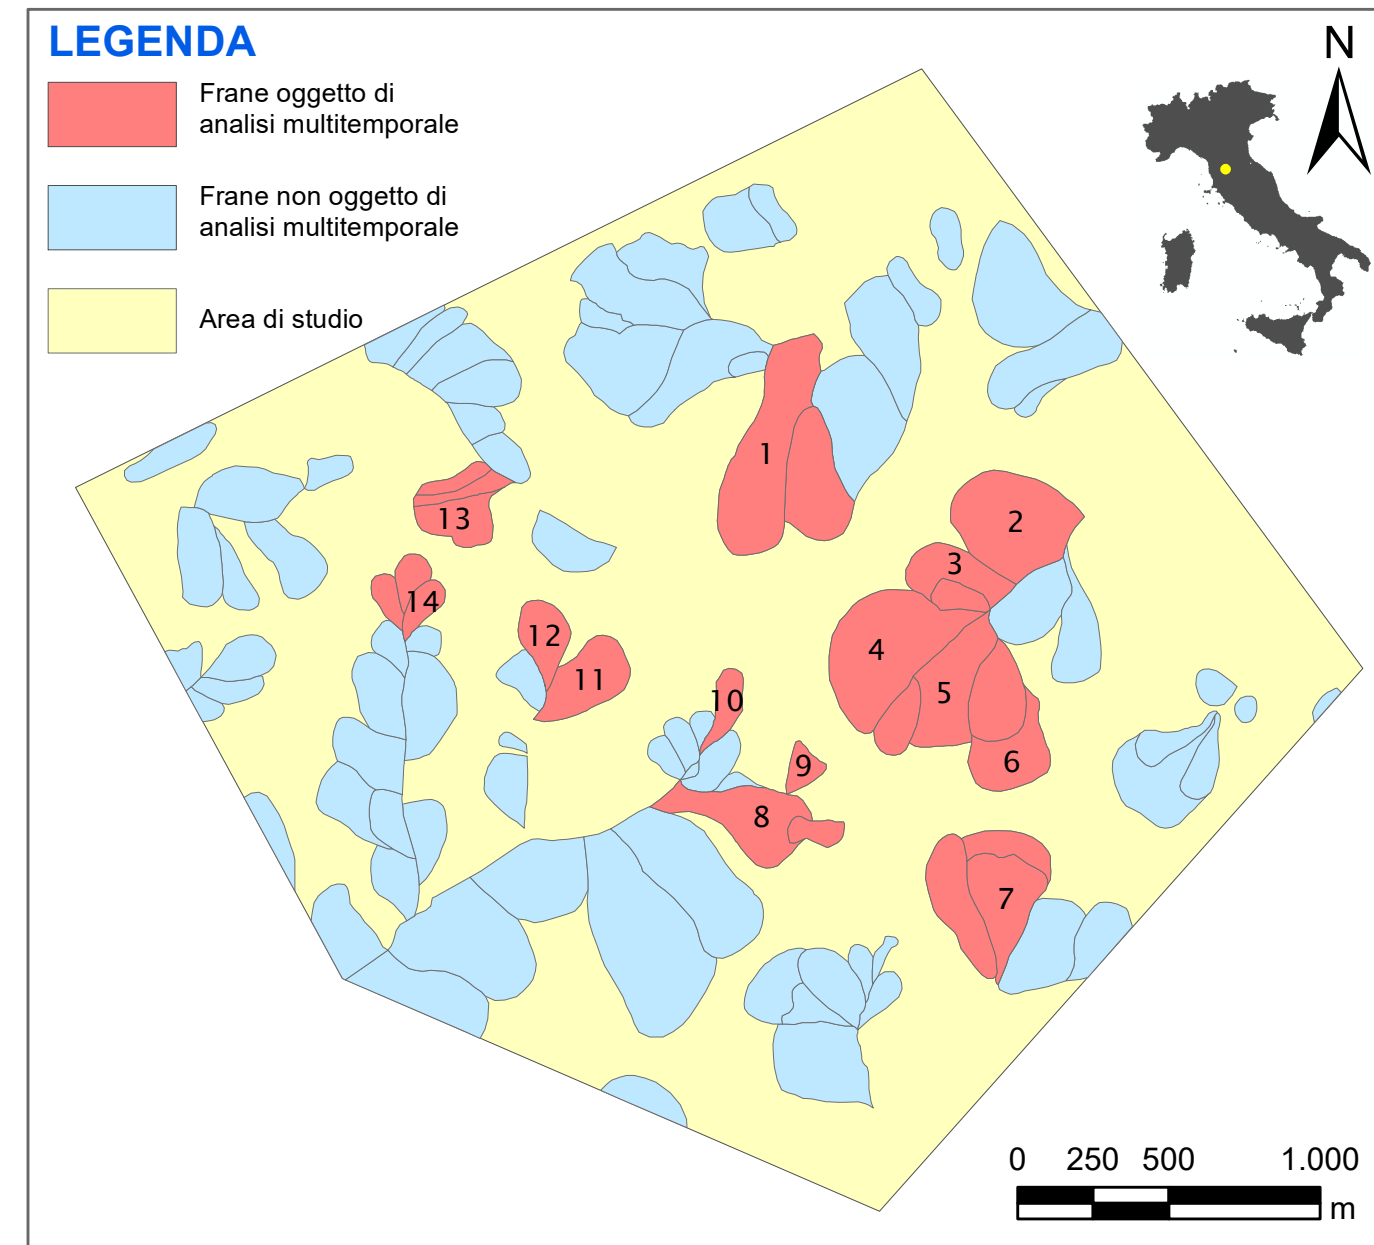 LEGENDA
Frane oggetto di
analisi multitemporale
Frane non oggetto di
analisi multitemporale
Area di studio
N
1
2
3
4
5
6
7
8
9
10
11
12
13
14
0 250 500 1.000
m